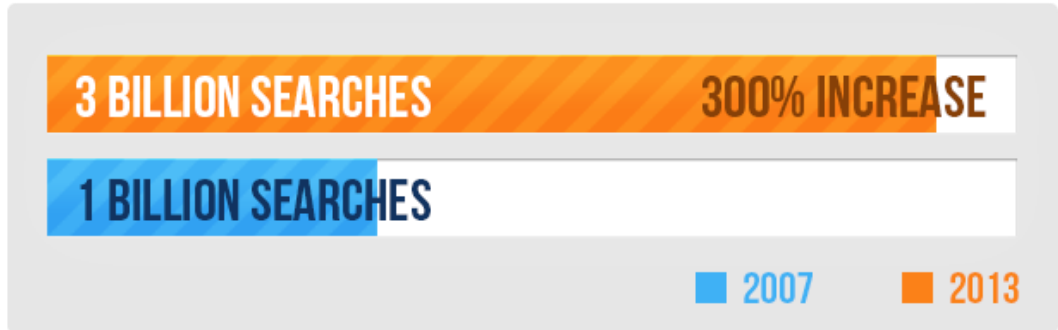 3 BILLION SEARCHES 300% INCREASE
1 BILLION SEARCHES
2007 2013